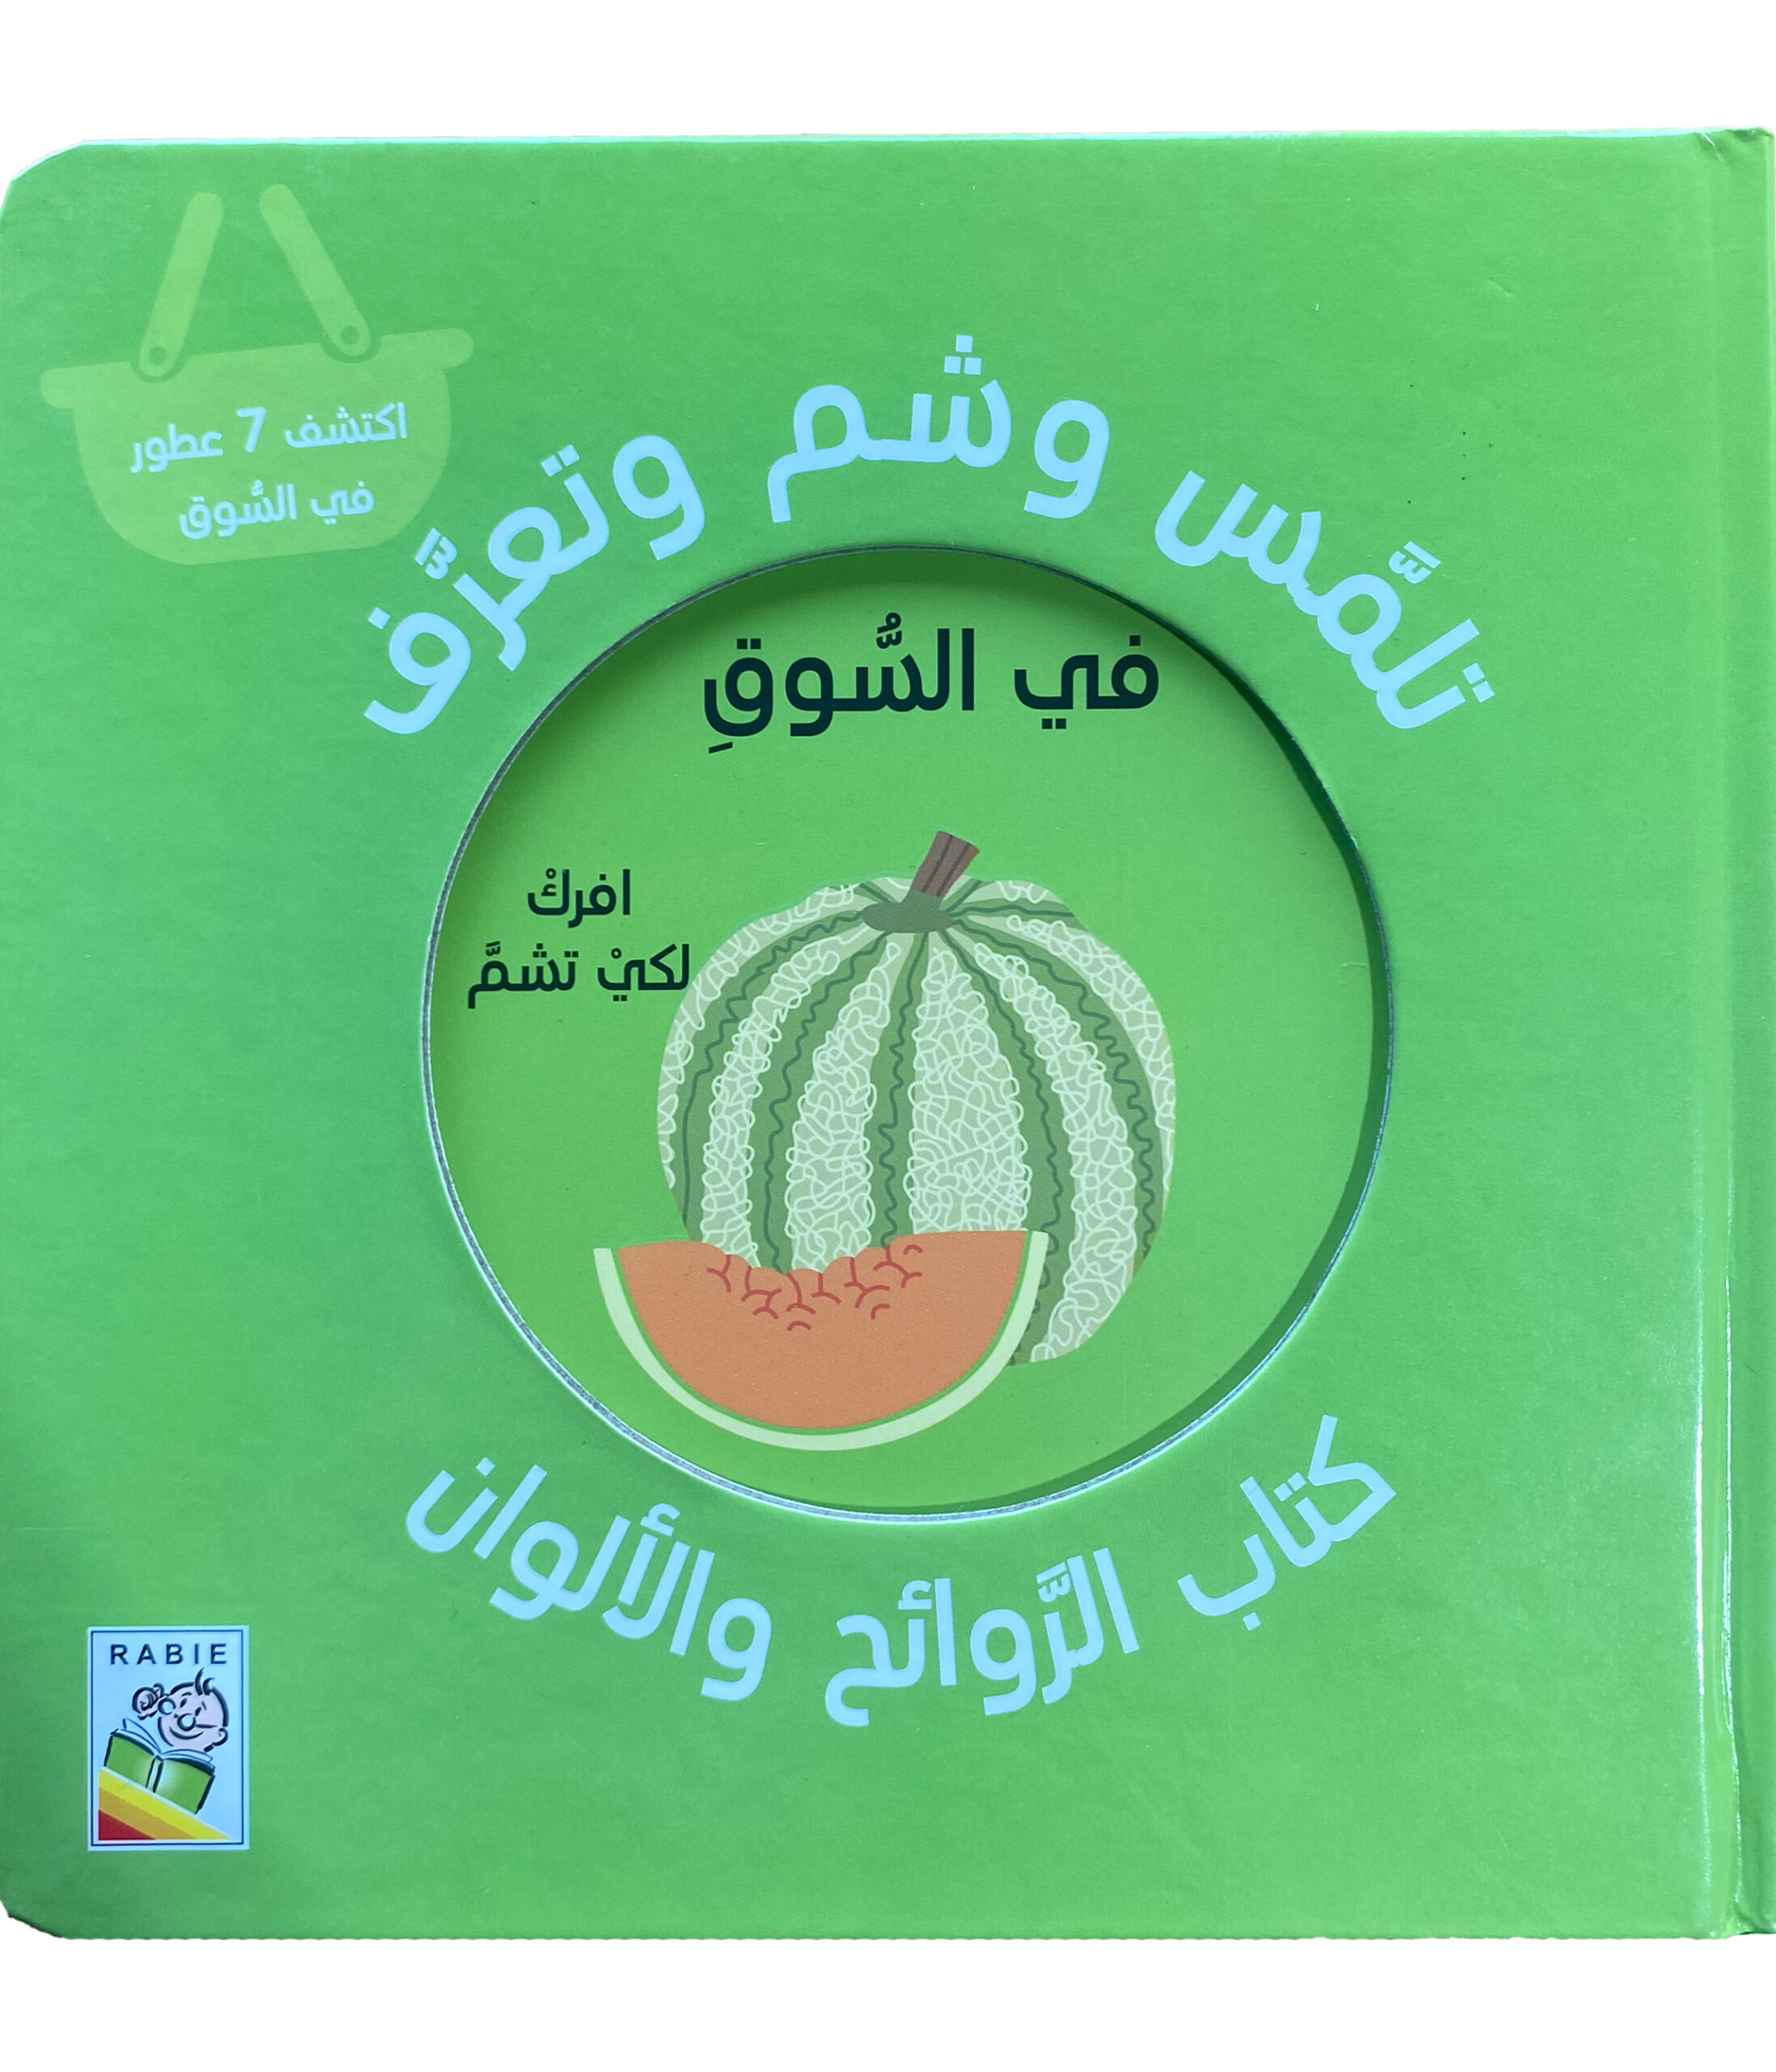 اكتشف 7 عطور
في السُّوق
تلمَّس وشم وتعرَّف
في السُّوقِ
افركْ
لكيْ تشمَّ
كتاب الرَّوائح والألوان
RABIE